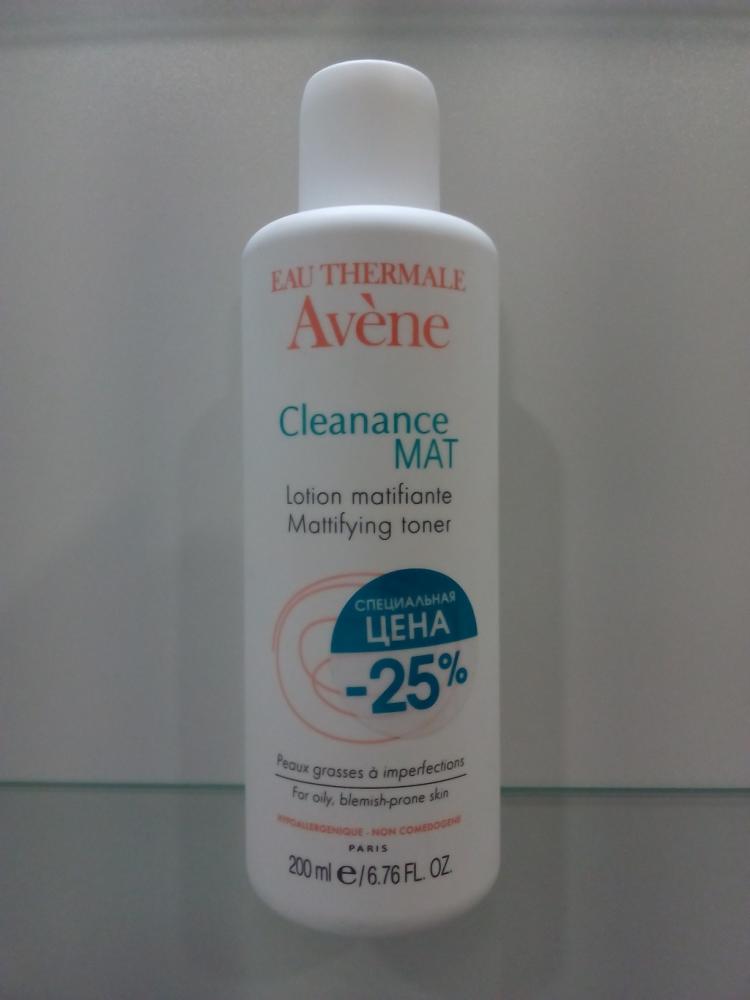 EAU THERMALE
Avène
Cleanance
MAT
Lotion matifiante
Mattifying toner
СПЕЦИАЛЬНАЯ
ЦЕНА
-25%
Peaux grasses à imperfections
For oily, blemish-prone skin
HYPOALLERGENIQUE - NON COMEDOGENE
PARIS
200 ml e/6.76 FL. OZ.